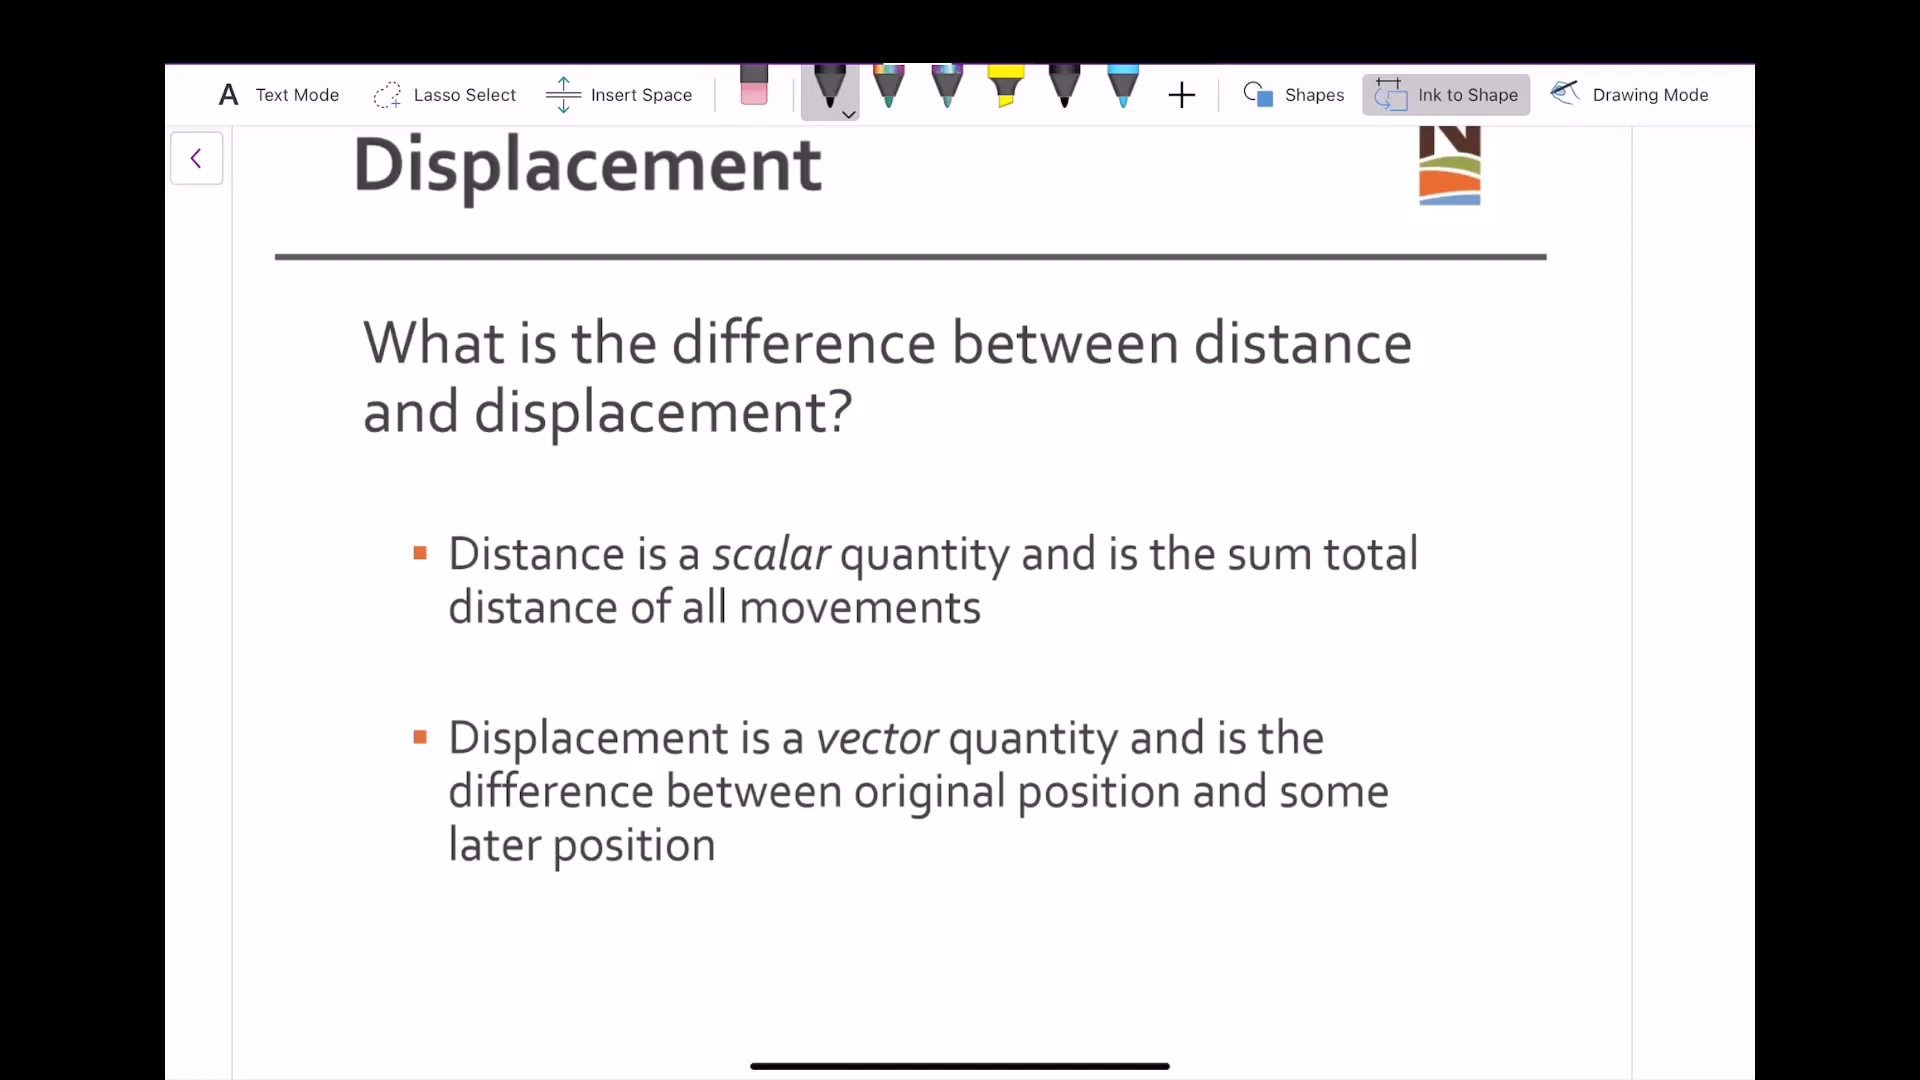 A Text Mode Lasso Select Insert Space Shapes Ink to Shape Drawing Mode
Displacement
N
What is the difference between distance
and displacement?
Distance is a scalar quantity and is the sum total
distance of all movements
Displacement is a vector quantity and is the
difference between original position and some
later position